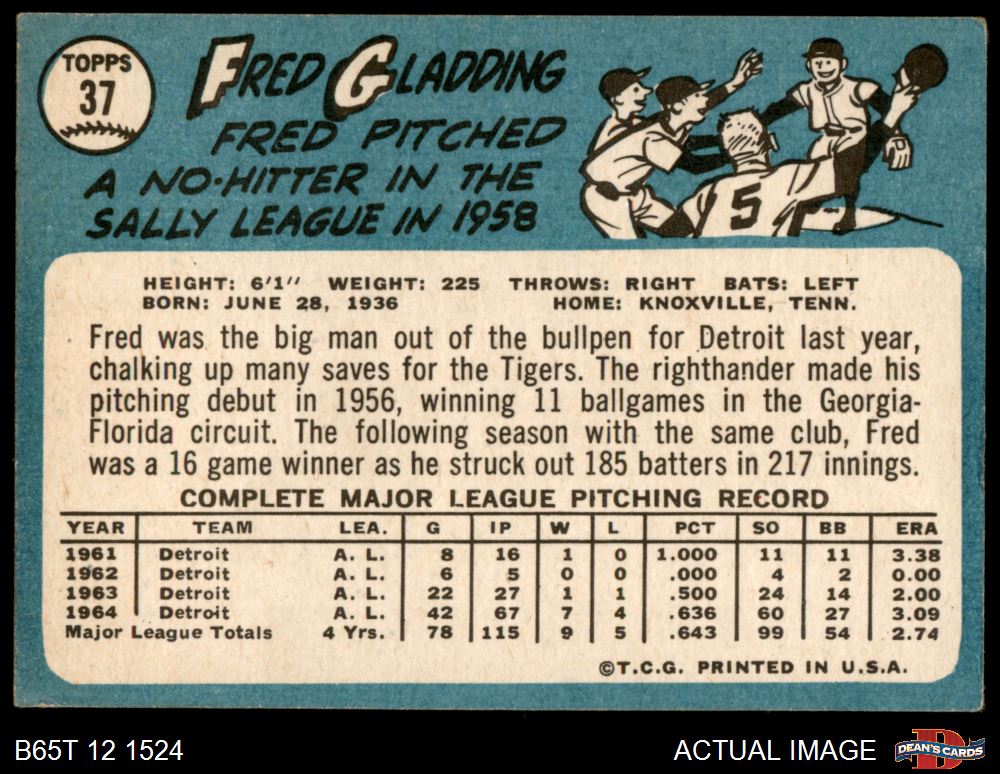 TOPPS
37
FRED GLADDING
FRED PITCHED
A NO-HITTER IN THE
SALLY LEAGUE IN 1958
5
HEIGHT: 6'1" WEIGHT: 225 THROWS: RIGHT BATS: LEFT
BORN: JUNE 28, 1936 HOME: KNOXVILLE, TENN.
Fred was the big man out of the bullpen for Detroit last year,
chalking up many saves for the Tigers. The righthander made his
pitching debut in 1956, winning 11 ballgames in the Georgia-
Florida circuit. The following season with the same club, Fred
was a 16 game winner as he struck out 185 batters in 217 innings.
COMPLETE MAJOR LEAGUE PITCHING RECORD
YEAR TEAM LEA. G IP W L PCT SO BB ERA
1961 Detroit A. L. 8 16 1 0 1.000 11 11 3.38
1962 Detroit A. L. 6 5 0 0 .000 4 2 0.00
1963 Detroit A. L. 22 27 1 1 .500 24 14 2.00
1964 Detroit A. L. 42 67 7 4 .636 60 27 3.09
Major League Totals 4 Yrs. 78 115 9 5 .643 99 54 2.74
©T.C.G. PRINTED IN U.S.A.
B65T 12 1524 ACTUAL IMAGE DEAN'S CARDS